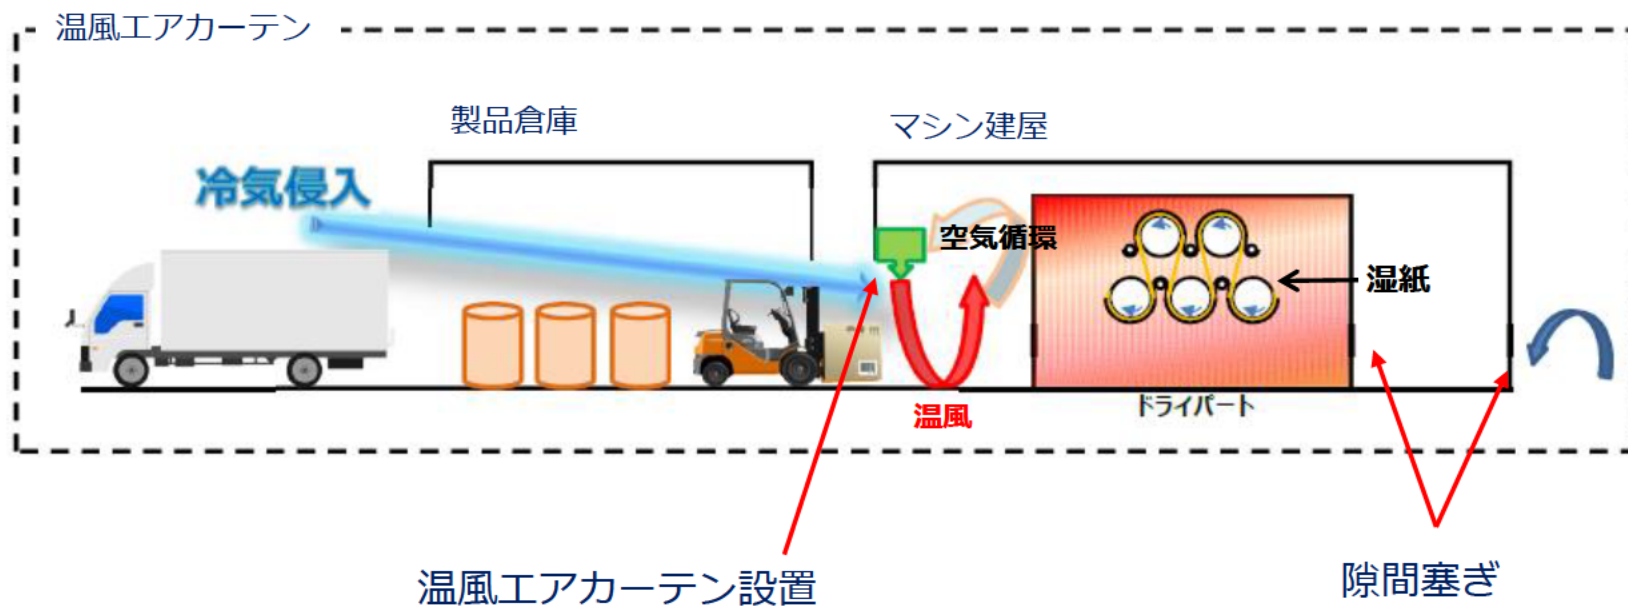 温風エアカーテン
製品倉庫
マシン建屋
冷気侵入
空気循環
湿紙
温風
ドライパート
温風エアカーテン設置
隙間塞ぎ